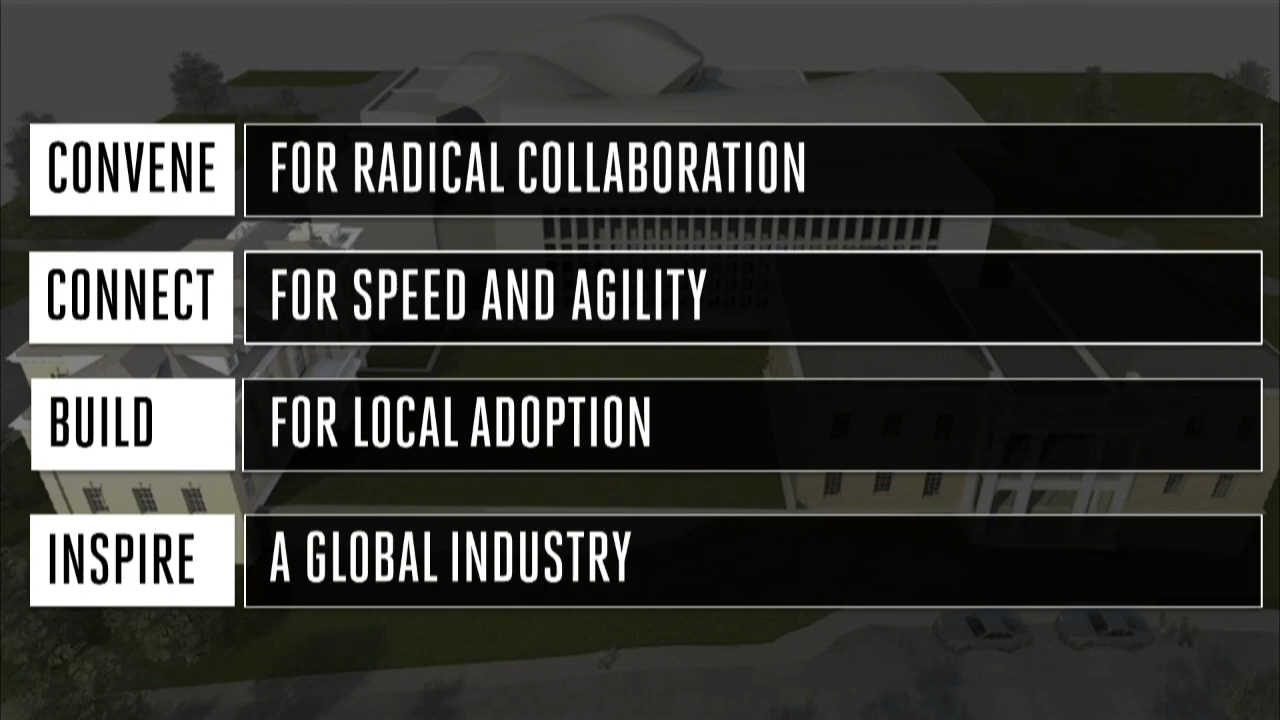 CONVENE FOR RADICAL COLLABORATION
CONNECT FOR SPEED AND AGILITY
BUILD FOR LOCAL ADOPTION
INSPIRE A GLOBAL INDUSTRY